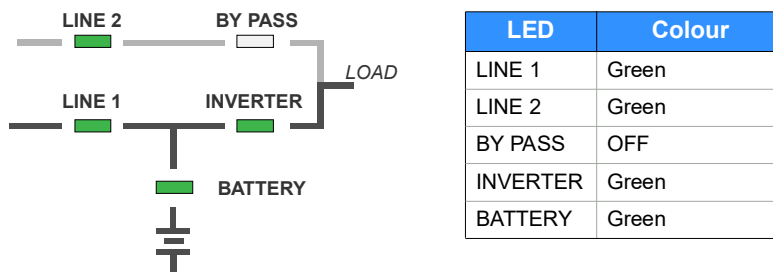 LINE 2 BY PASS
LOAD
LINE 1 INVERTER
BATTERY
LED Colour
LINE 1 Green
LINE 2 Green
BY PASS OFF
INVERTER Green
BATTERY Green